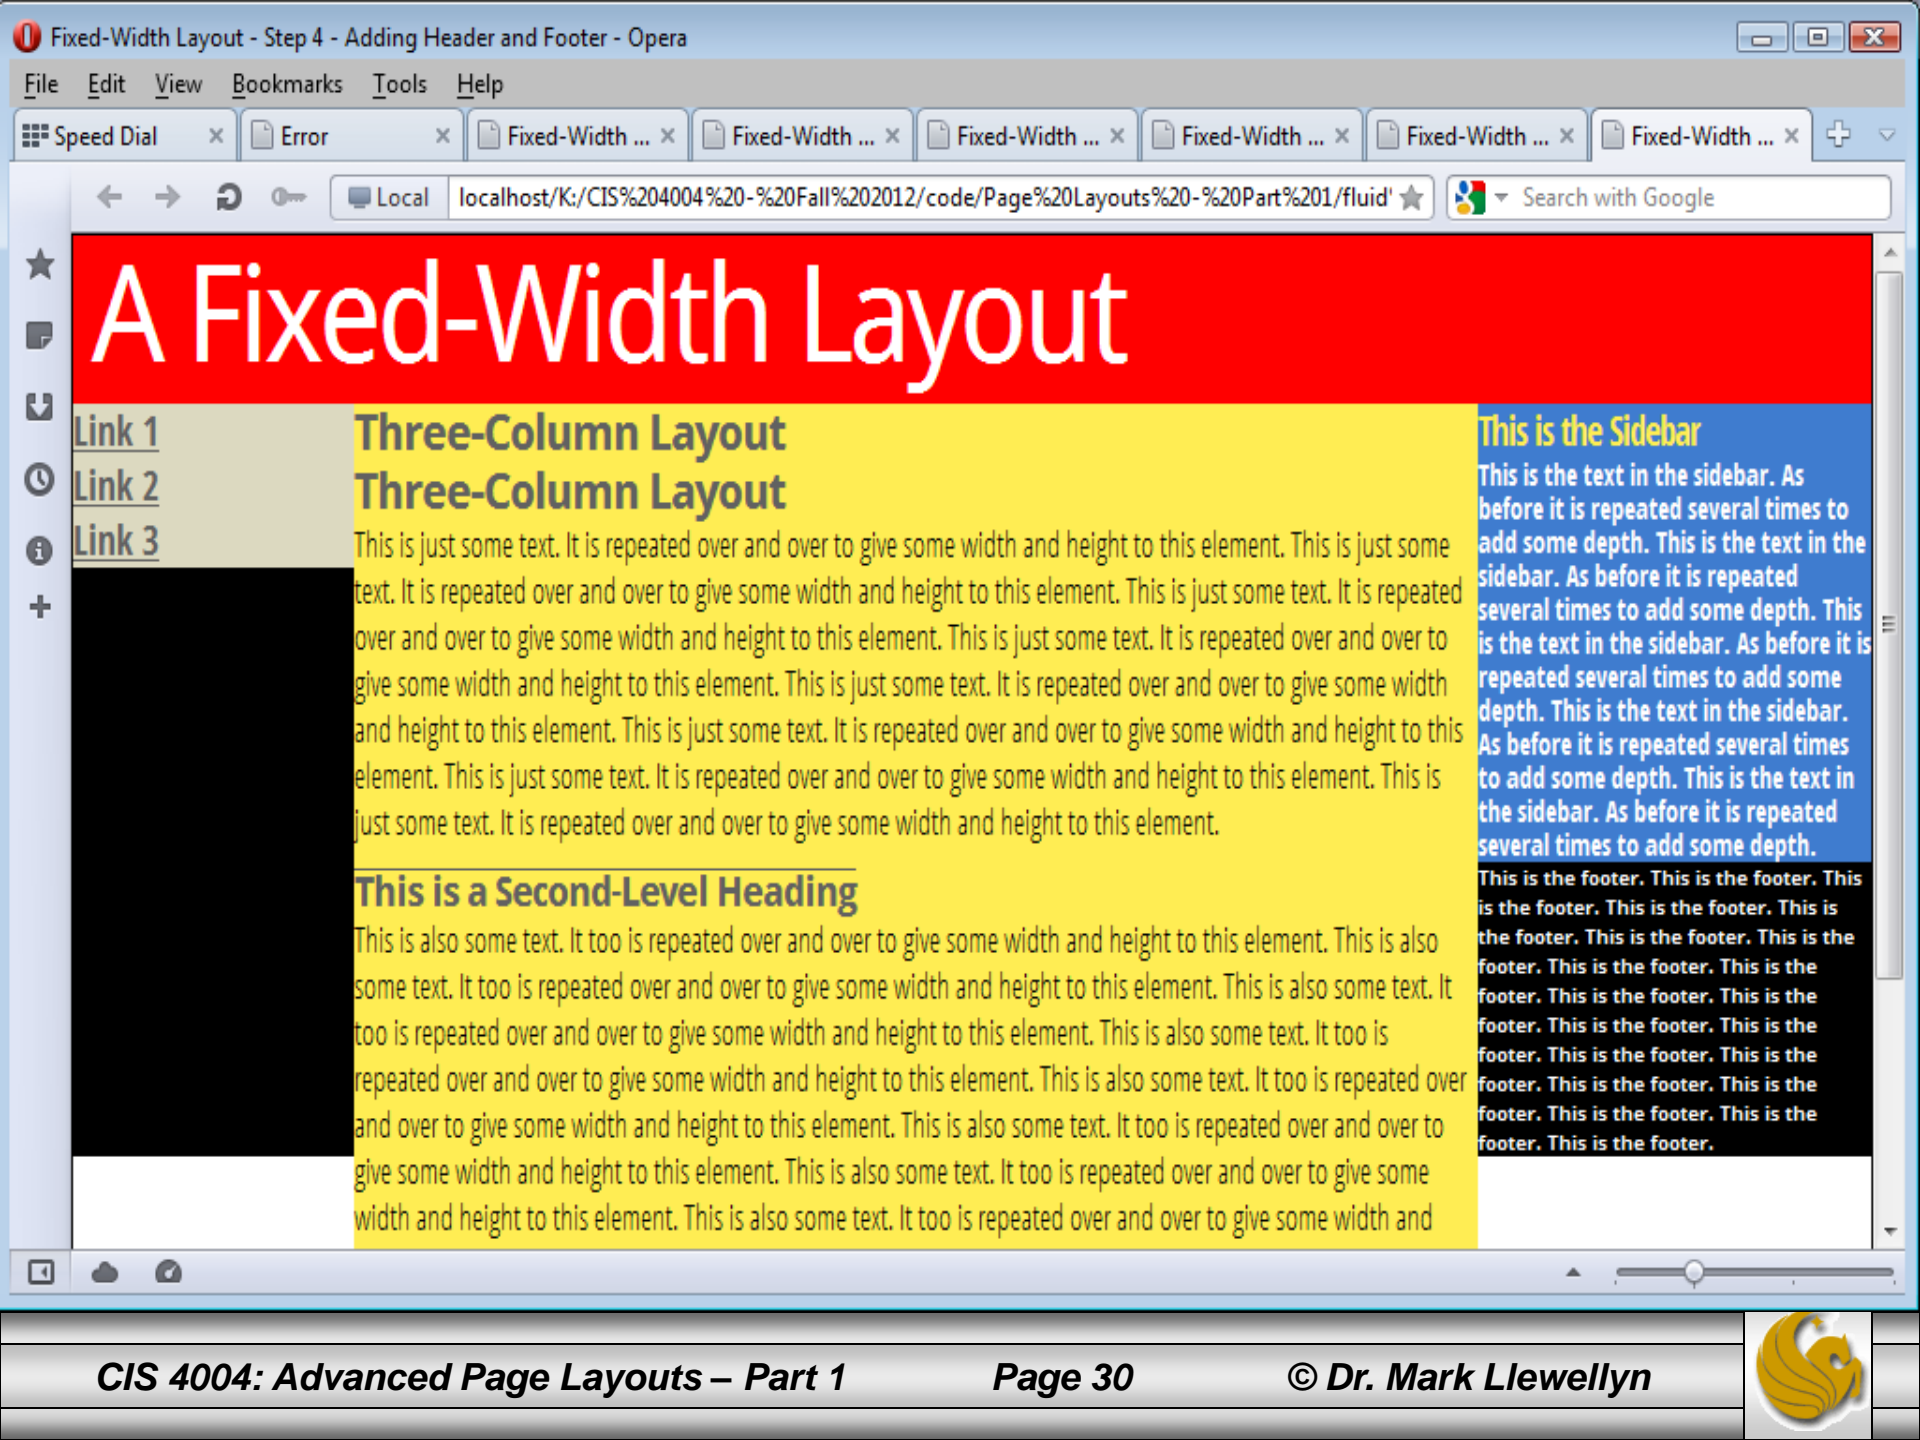 Fixed-Width Layout - Step 4 - Adding Header and Footer - Opera
File Edit View Bookmarks Tools Help
Speed Dial Error Fixed-Width ... Fixed-Width ... Fixed-Width ... Fixed-Width ... Fixed-Width ... Fixed-Width ...
Local localhost/K:/CIS%204004%20-%20Fall%202012/code/Page%20Layouts%20-%20Part%201/fluid' Search with Google
A Fixed-Width Layout
Link 1
Link 2
Link 3
Three-Column Layout
Three-Column Layout
This is just some text. It is repeated over and over to give some width and height to this element. This is just some
text. It is repeated over and over to give some width and height to this element. This is just some text. It is repeated
over and over to give some width and height to this element. This is just some text. It is repeated over and over to
give some width and height to this element. This is just some text. It is repeated over and over to give some width
and height to this element. This is just some text. It is repeated over and over to give some width and height to this
element. This is just some text. It is repeated over and over to give some width and height to this element. This is
just some text. It is repeated over and over to give some width and height to this element.
This is a Second-Level Heading
This is also some text. It too is repeated over and over to give some width and height to this element. This is also
some text. It too is repeated over and over to give some width and height to this element. This is also some text. It
too is repeated over and over to give some width and height to this element. This is also some text. It too is
repeated over and over to give some width and height to this element. This is also some text. It too is repeated over
and over to give some width and height to this element. This is also some text. It too is repeated over and over to
give some width and height to this element. This is also some text. It too is repeated over and over to give some
width and height to this element. This is also some text. It too is repeated over and over to give some width and
This is the Sidebar
This is the text in the sidebar. As
before it is repeated several times to
add some depth. This is the text in the
sidebar. As before it is repeated
several times to add some depth. This
is the text in the sidebar. As before it is
repeated several times to add some
depth. This is the text in the sidebar.
As before it is repeated several times
to add some depth. This is the text in
the sidebar. As before it is repeated
several times to add some depth.
This is the footer. This is the footer. This
is the footer. This is the footer. This is
the footer. This is the footer. This is the
footer. This is the footer. This is the
footer. This is the footer. This is the
footer. This is the footer. This is the
footer. This is the footer. This is the
footer. This is the footer. This is the
footer. This is the footer. This is the
footer. This is the footer.
CIS 4004: Advanced Page Layouts – Part 1 Page 30 © Dr. Mark Llewellyn